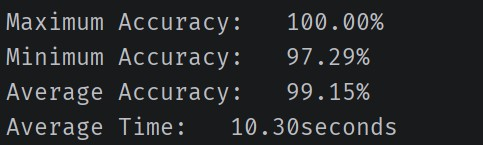 Maximum Accuracy: 100.00%
Minimum Accuracy: 97.29%
Average Accuracy: 99.15%
Average Time: 10.30seconds